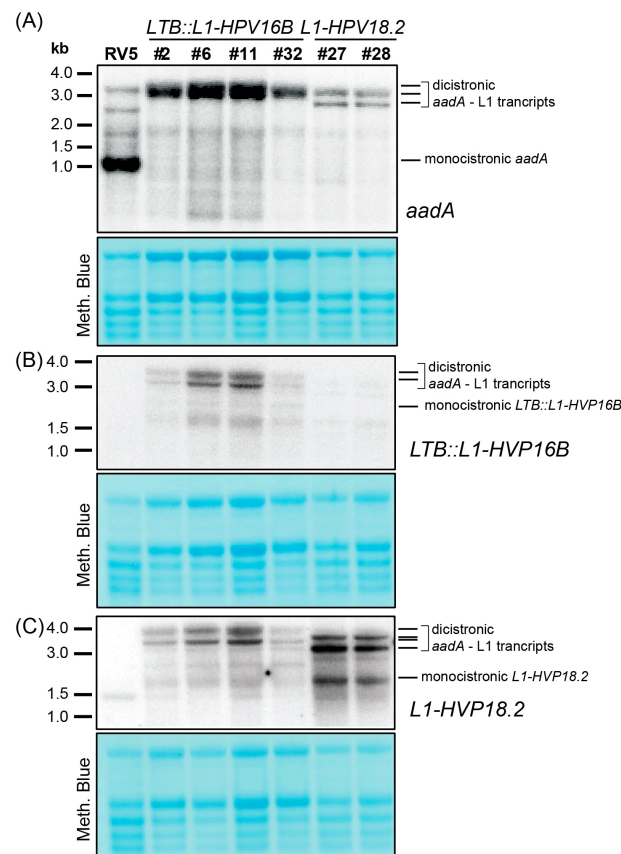 (A)
LTB::L1-HPV16B L1-HPV18.2
kb RV5 #2 #6 #11 #32 #27 #28
4.0
3.0
2.0
1.5
1.0
dicistronic
aadA - L1 trancripts
monocistronic aadA
aadA
Meth. Blue
(B)
4.0
3.0
1.5
1.0
dicistronic
aadA - L1 trancripts
monocistronic LTB::L1-HVP16B
LTB::L1-HVP16B
Meth. Blue
(C)
4.0
3.0
1.5
1.0
dicistronic
aadA - L1 trancripts
monocistronic L1-HVP18.2
L1-HVP18.2
Meth. Blue